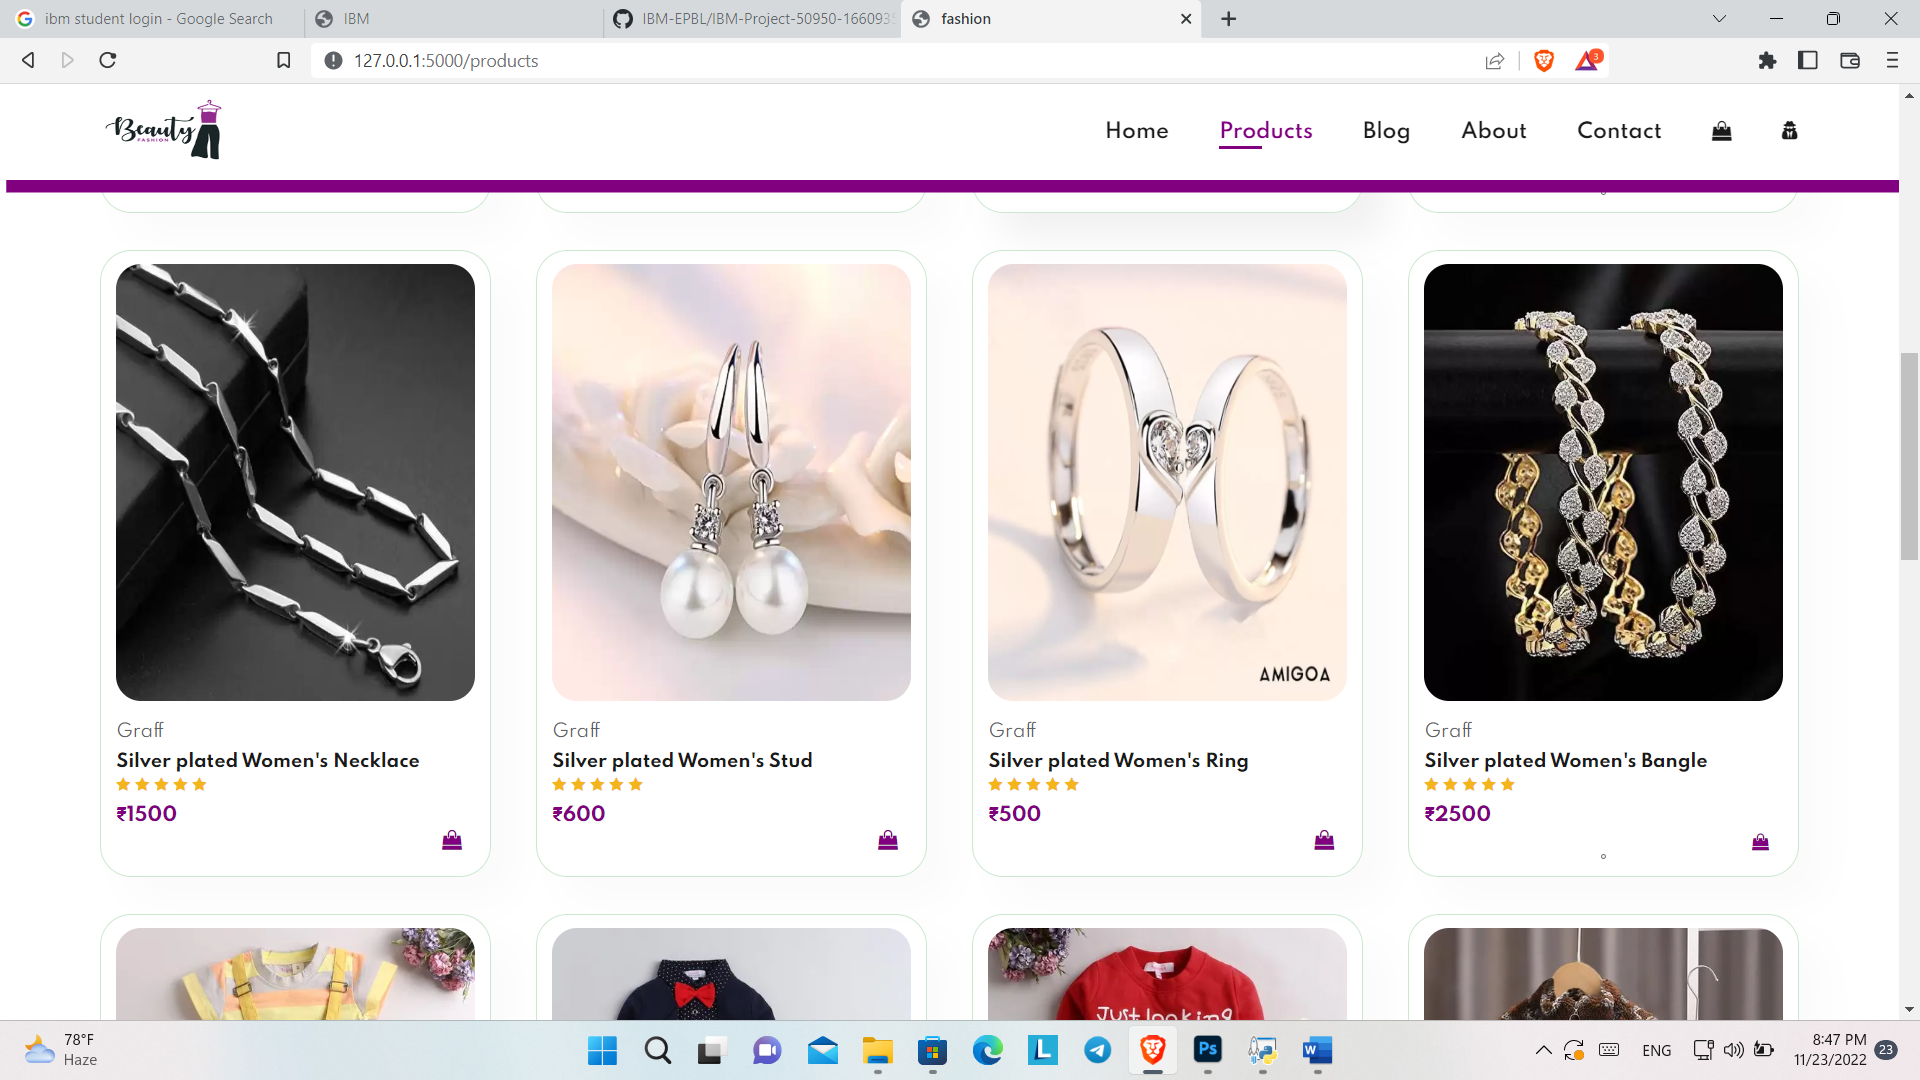 ibm student login - Google Search
IBM
IBM-EPBL/IBM-Project-50950-166093
fashion
127.0.0.1:5000/products
3
Beauty
FASHION
Home
Products
Blog
About
Contact
AMIGOA
Graff
Silver plated Women's Necklace
₹1500
Graff
Silver plated Women's Stud
₹600
Graff
Silver plated Women's Ring
₹500
Graff
Silver plated Women's Bangle
₹2500
Just looking
78°F
Haze
L
Ps
W
ENG
8:47 PM
11/23/2022
23